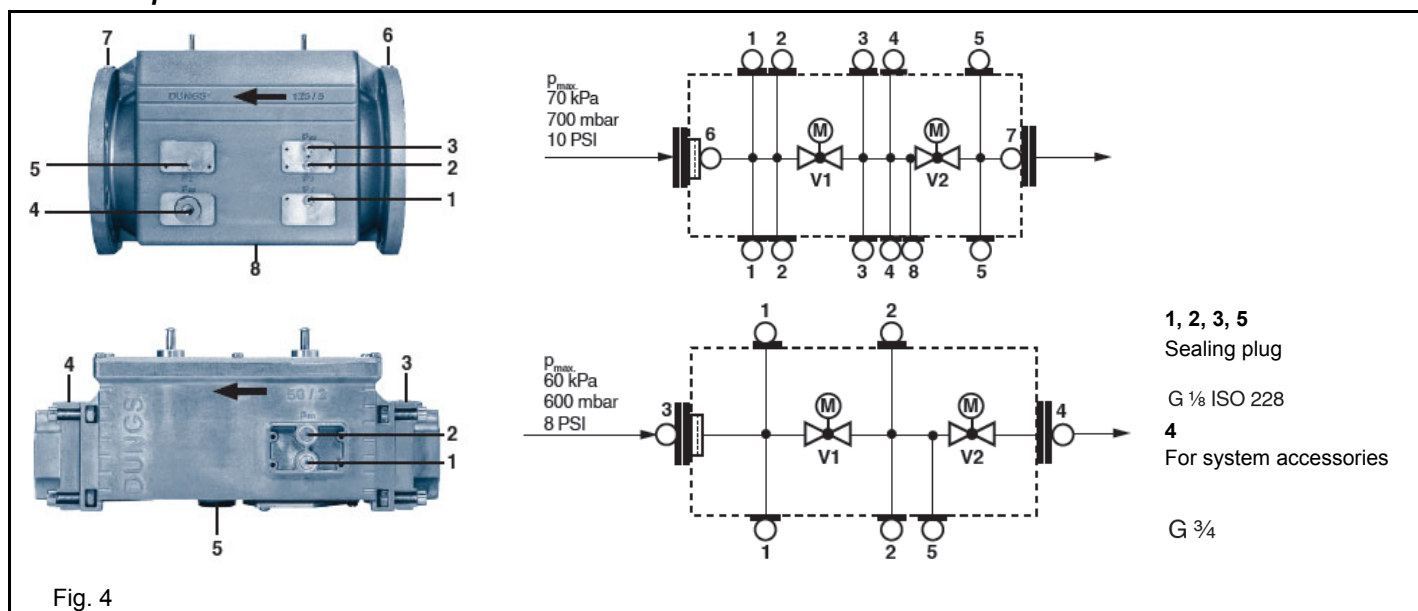 7
6
DUNGS
125/5
5
4
3
2
1
8
p max.
70 kPa
700 mbar
10 PSI
1 2 3 4 5
6
M
M
7
V1
V2
1 2 3 4 8 5
4
3
DUNGS
50/3
2
1
5
p max.
60 kPa
600 mbar
8 PSI
1
2
3
M
M
4
V1
V2
1
2
5
1, 2, 3, 5
Sealing plug
G ⅛ ISO 228
4
For system accessories
G ¾
Fig. 4